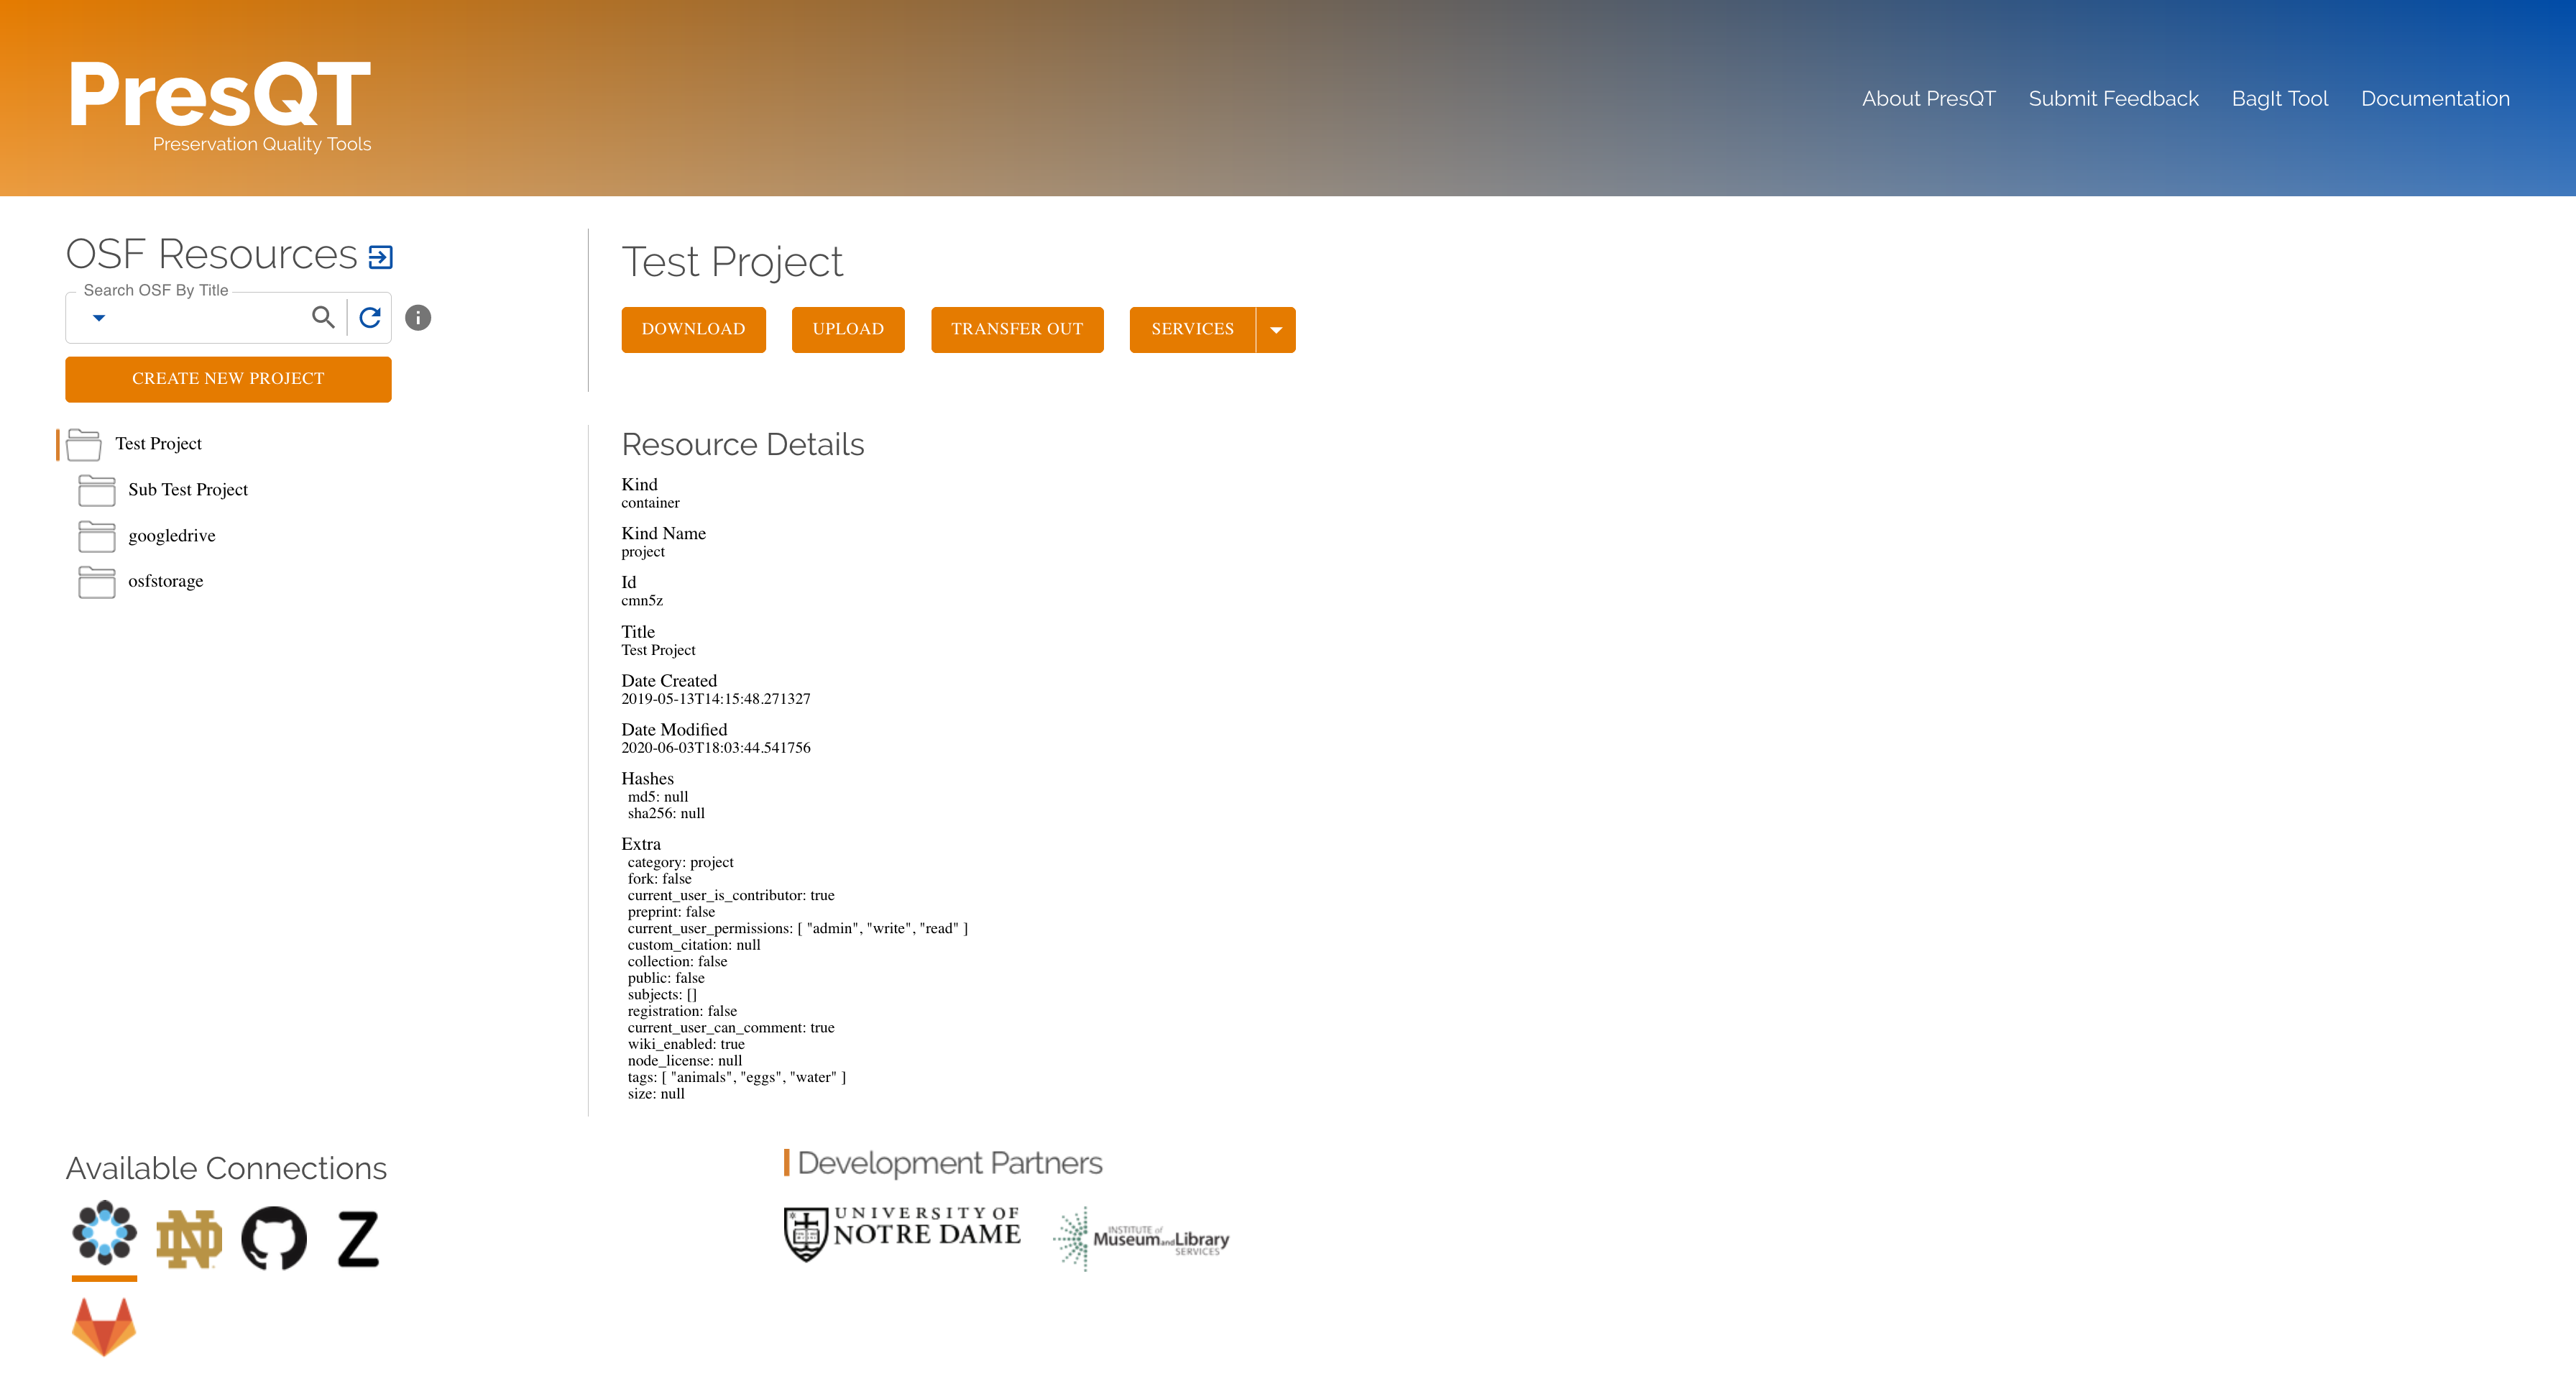 PresQT
Preservation Quality Tools
About PresQT Submit Feedback BagIt Tool Documentation
OSF Resources
Search OSF By Title
CREATE NEW PROJECT
Test Project
Sub Test Project
googledrive
osfstorage
Test Project
DOWNLOAD UPLOAD TRANSFER OUT SERVICES
Resource Details
Kind
container
Kind Name
project
Id
cmn5z
Title
Test Project
Date Created
2019-05-13T14:15:48.271327
Date Modified
2020-06-03T18:03:44.541756
Hashes
md5: null
sha256: null
Extra
category: project
fork: false
current_user_is_contributor: true
preprint: false
current_user_permissions: [ "admin", "write", "read" ]
custom_citation: null
collection: false
public: false
subjects: []
registration: false
current_user_can_comment: true
wiki_enabled: true
node_license: null
tags: [ "animals", "eggs", "water" ]
size: null
Available Connections
ND
Z
Development Partners
UNIVERSITY OF
NOTRE DAME
INSTITUTE of
Museum and Library
SERVICES